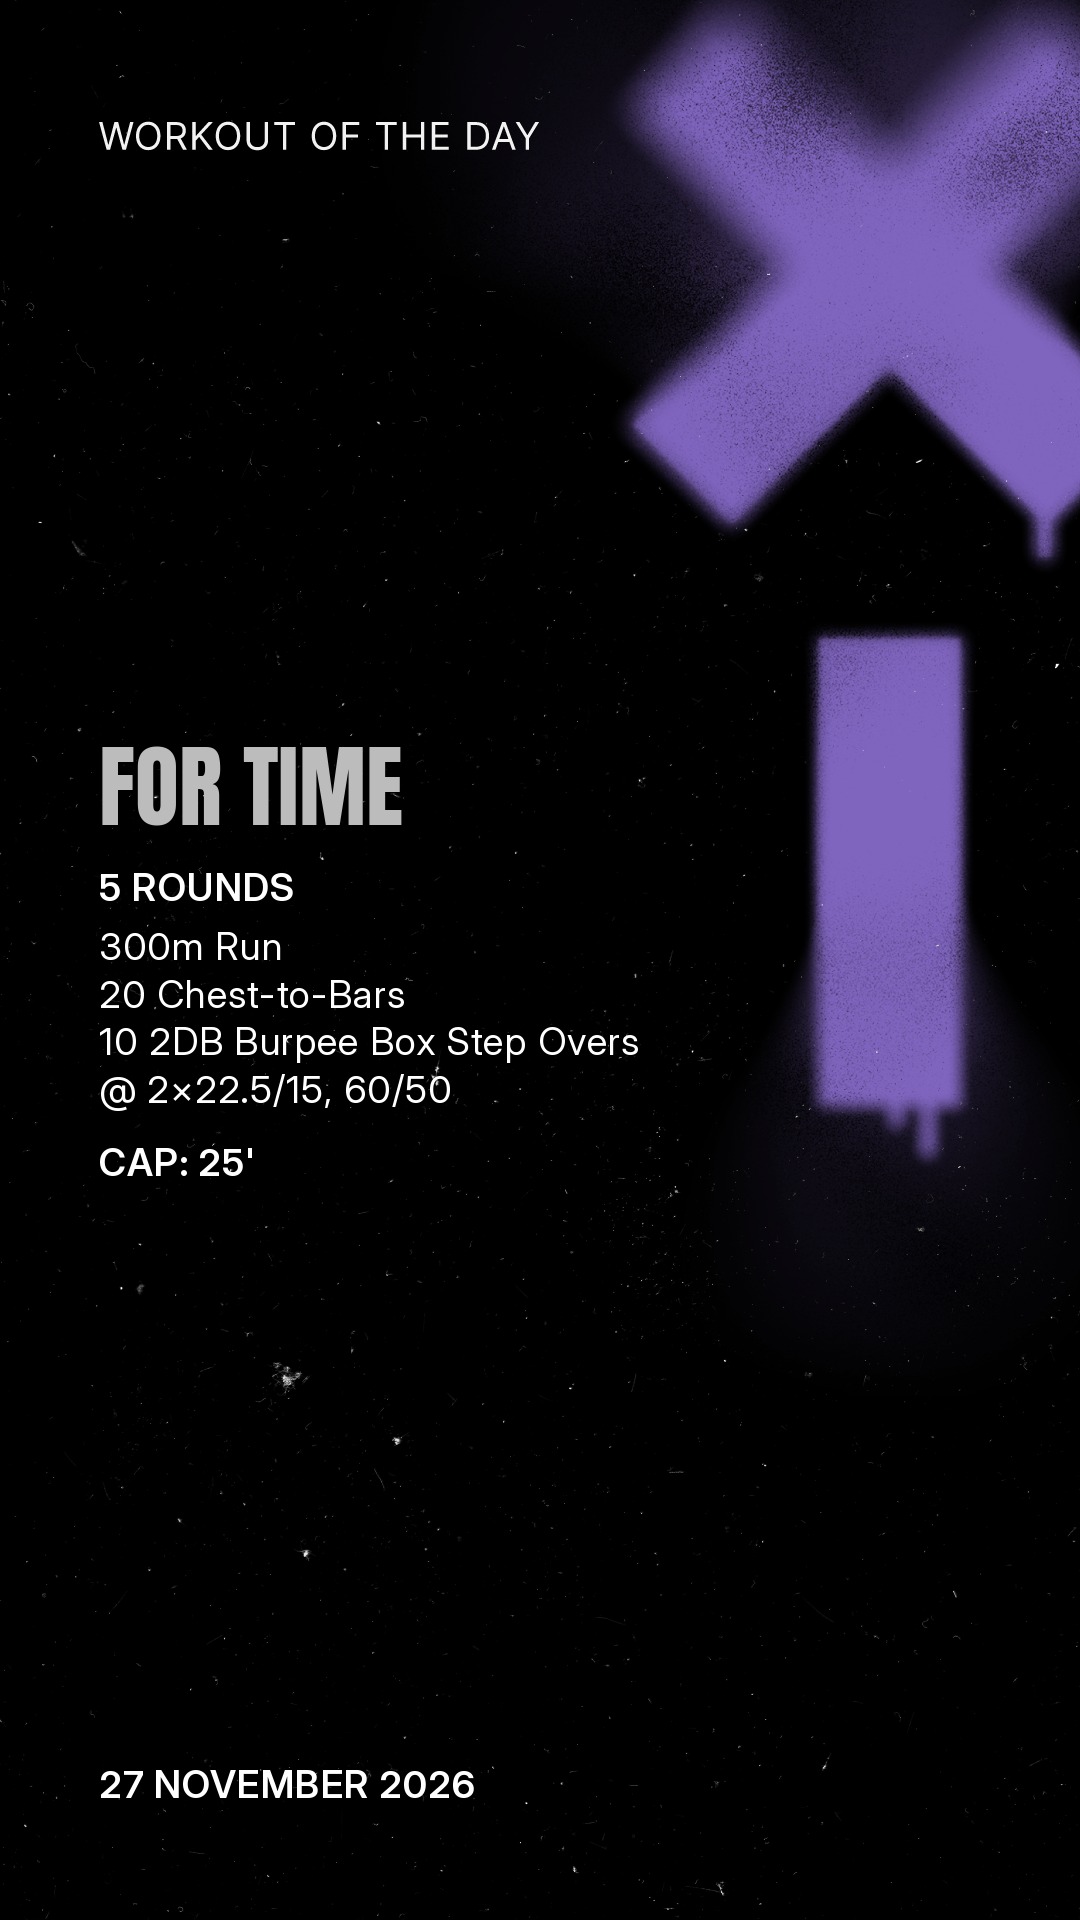 WORKOUT OF THE DAY
FOR TIME
5 ROUNDS
300m Run
20 Chest-to-Bars
10 2DB Burpee Box Step Overs
@ 2×22.5/15, 60/50
CAP: 25'
27 NOVEMBER 2026